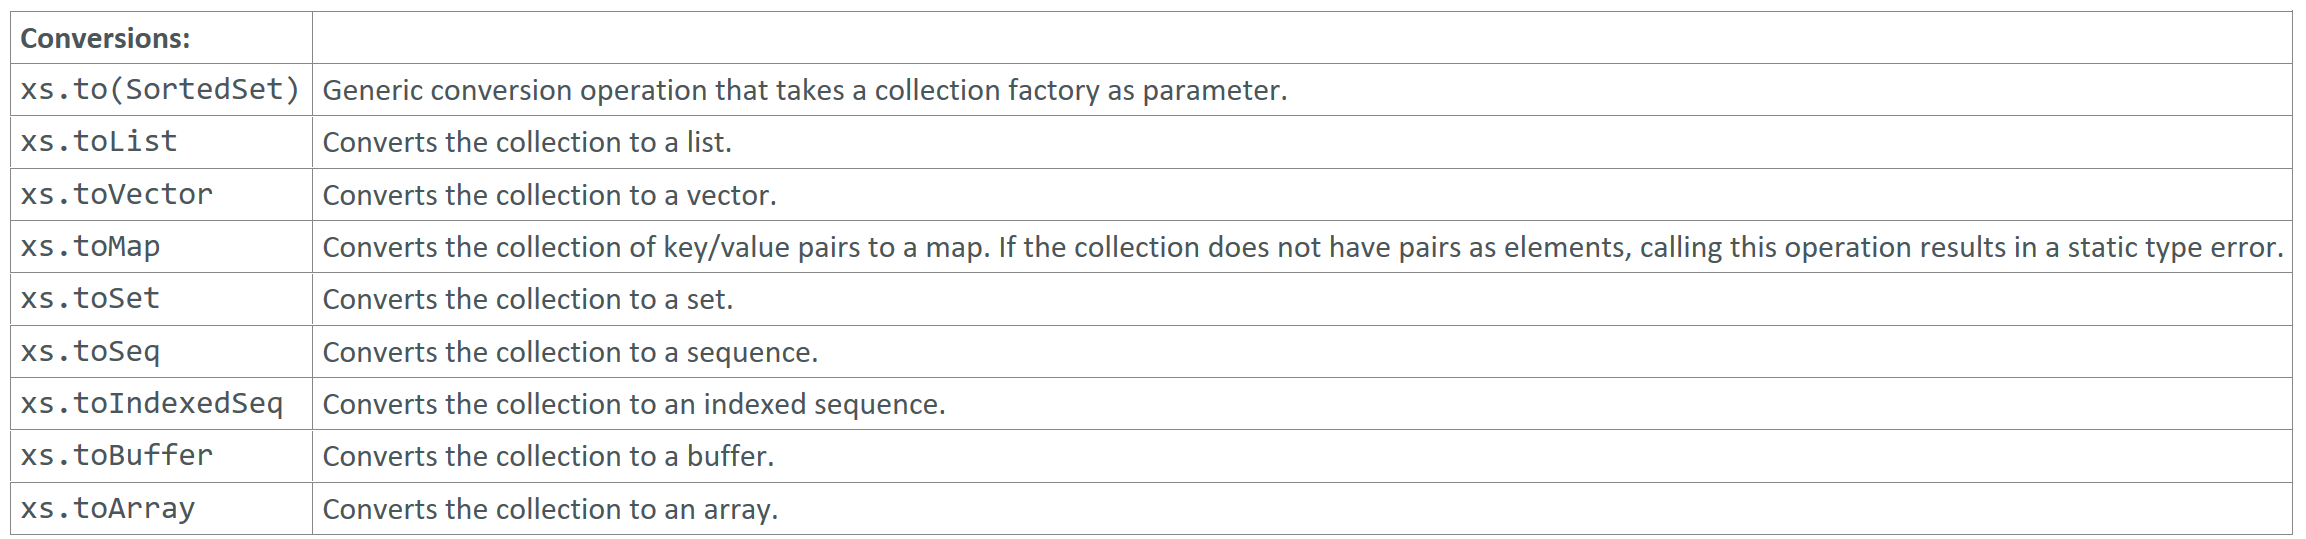 Conversions:
xs.to(SortedSet) Generic conversion operation that takes a collection factory as parameter.
xs.toList Converts the collection to a list.
xs.toVector Converts the collection to a vector.
xs.toMap Converts the collection of key/value pairs to a map. If the collection does not have pairs as elements, calling this operation results in a static type error.
xs.toSet Converts the collection to a set.
xs.toSeq Converts the collection to a sequence.
xs.toIndexedSeq Converts the collection to an indexed sequence.
xs.toBuffer Converts the collection to a buffer.
xs.toArray Converts the collection to an array.